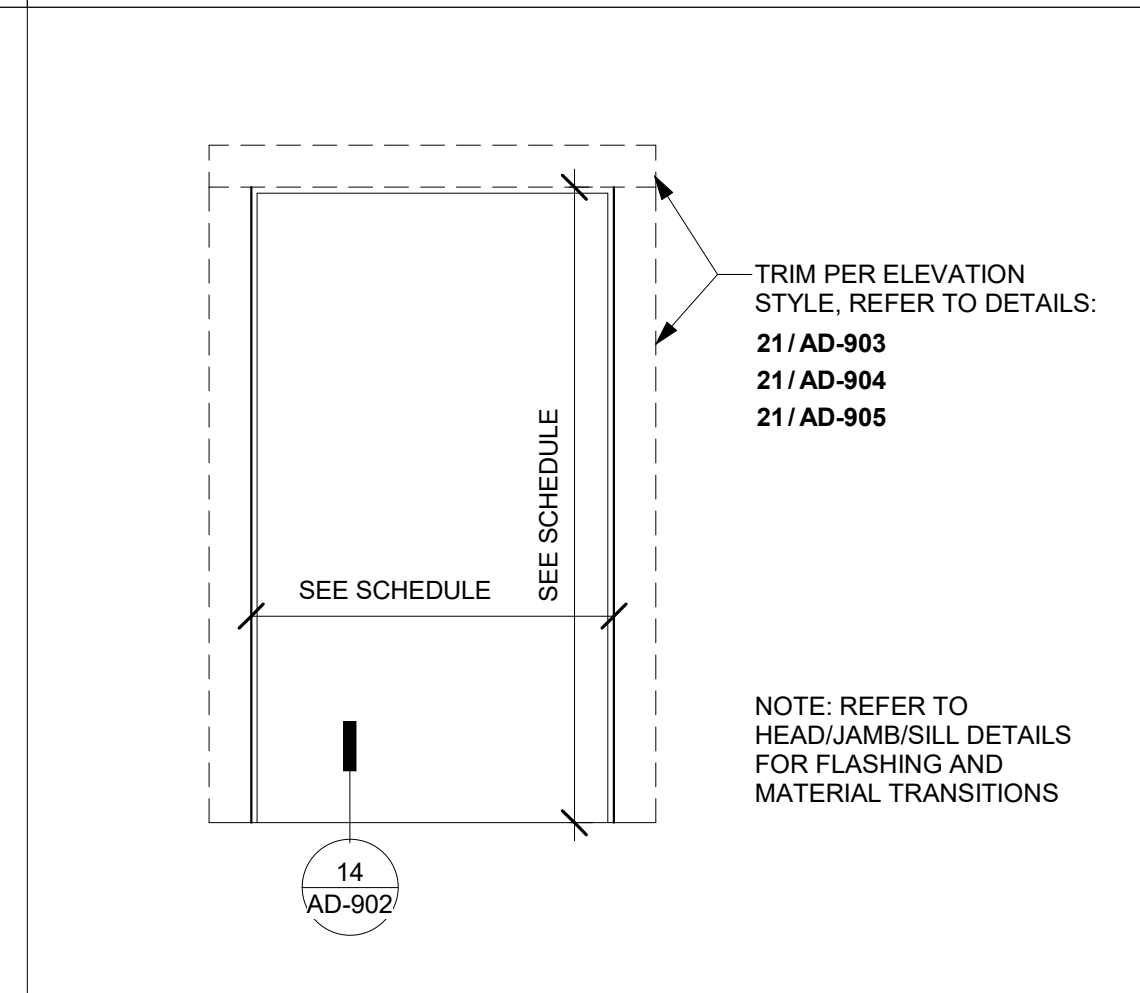 TRIM PER ELEVATION
STYLE, REFER TO DETAILS:
21/AD-903
21/AD-904
21/AD-905
SEE SCHEDULE
SEE SCHEDULE
NOTE: REFER TO
HEAD/JAMB/SILL DETAILS
FOR FLASHING AND
MATERIAL TRANSITIONS
14
AD-902